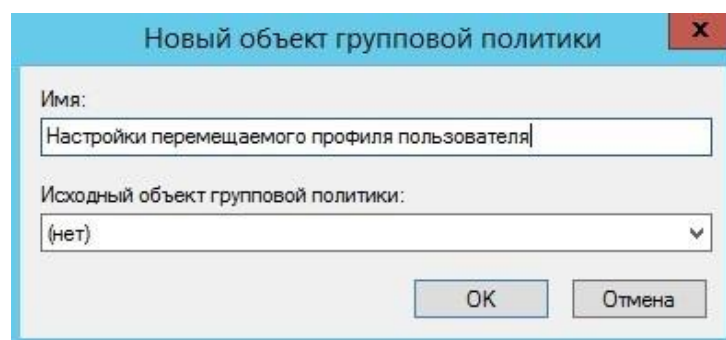 Новый объект групповой политики
x
Имя:
Настройки перемещаемого профиля пользователя
Исходный объект групповой политики:
(нет)
OK
Отмена